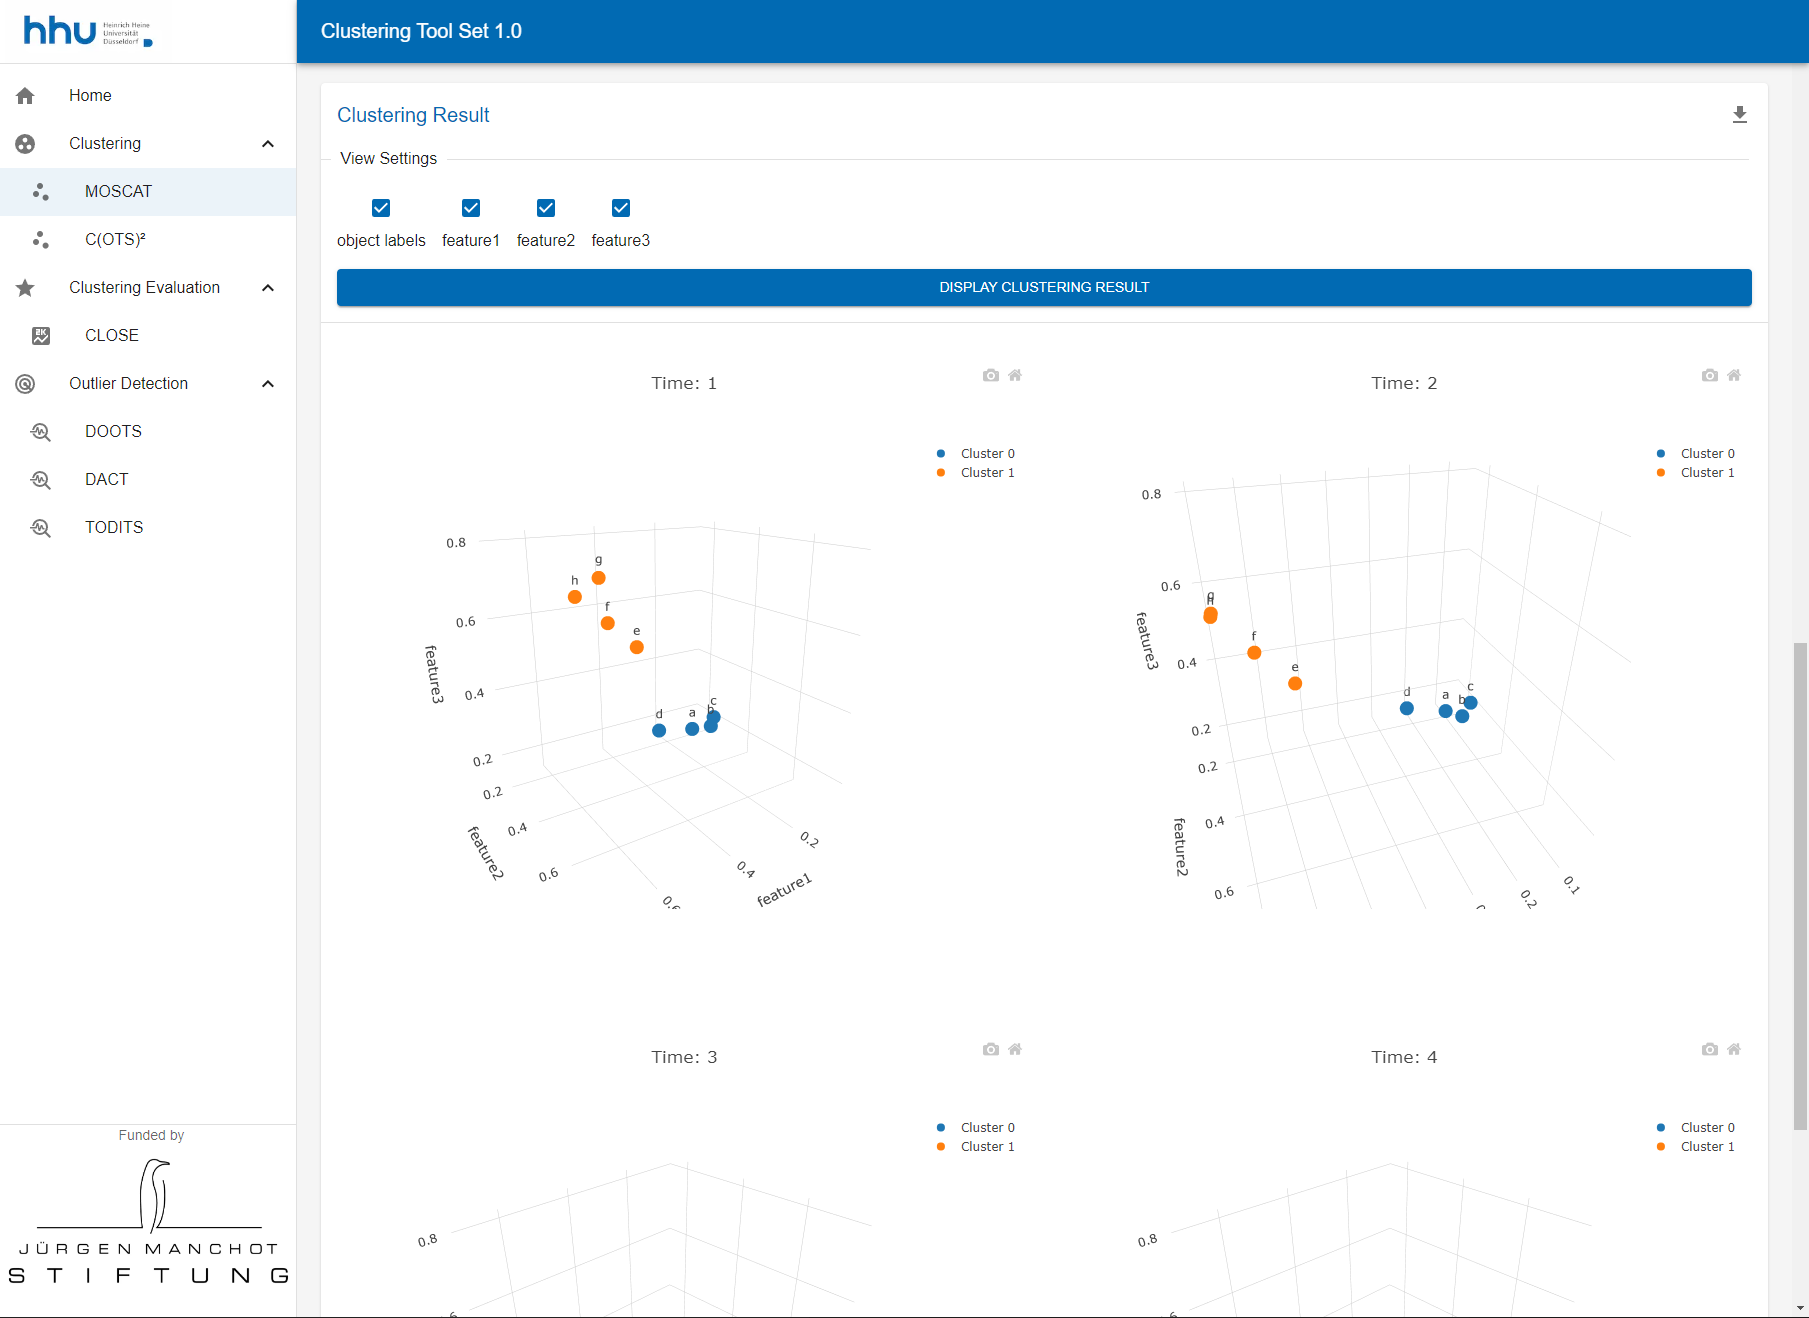 hhu Heinrich Heine
Universität
Düsseldorf
Clustering Tool Set 1.0
Home
Clustering
MOSCAT
C(OTS)²
Clustering Evaluation
CLOSE
Outlier Detection
DOOTS
DACT
TODITS
Funded by
JÜRGEN MANCHOT
STIFTUNG
Clustering Result
View Settings
object labels feature1 feature2 feature3
DISPLAY CLUSTERING RESULT
Time: 1
Cluster 0
Cluster 1
0.8
0.6
0.4
0.2
feature3
g
h
f
e
c
b
a
d
0.2
0.4
0.6
feature2
0.2
0.4
0.6
feature1
Time: 2
Cluster 0
Cluster 1
0.8
0.6
0.4
0.2
feature3
g
h
f
e
d
a
b
c
0.2
0.4
0.6
feature2
0.1
0.2
Time: 3
Cluster 0
Cluster 1
0.8
Time: 4
Cluster 0
Cluster 1
0.8